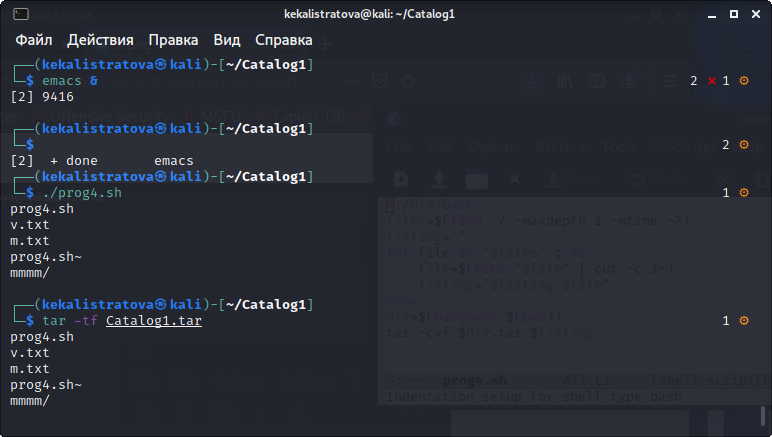 kekalistratova@kali: ~/Catalog1
Файл Действия Правка Вид Справка
┌──(kekalistratova㉿kali)-[~/Catalog1]
└─$ emacs & 2 ⨯ 1 ⚙
[2] 9416
Offensive Security MSFU Exploit-DB
┌──(kekalistratova㉿kali)-[~/Catalog1]
└─$ 2 ⚙
[2]  + done       emacs
File Edit Options Buffers Tools Sh-Script
┌──(kekalistratova㉿kali)-[~/Catalog1]
└─$ ./prog4.sh 1 ⚙
prog4.sh
v.txt
m.txt
prog4.sh~
mmmm/
#!/bin/bash
files=$(find ./ -maxdepth 1 -mtime -7)
listing=""
for file in "$files" ; do
file=$(echo "$file" | cut -c 3-)
listing="$listing $file"
done
dir=$(basename $(pwd))
tar -cvf $dir.tar $listing
┌──(kekalistratova㉿kali)-[~/Catalog1]
└─$ tar -tf Catalog1.tar 1 ⚙
prog4.sh
v.txt
m.txt
prog4.sh~
mmmm/
-:--- prog4.sh All L1 (Shell-script[b
Indentation setup for shell type bash